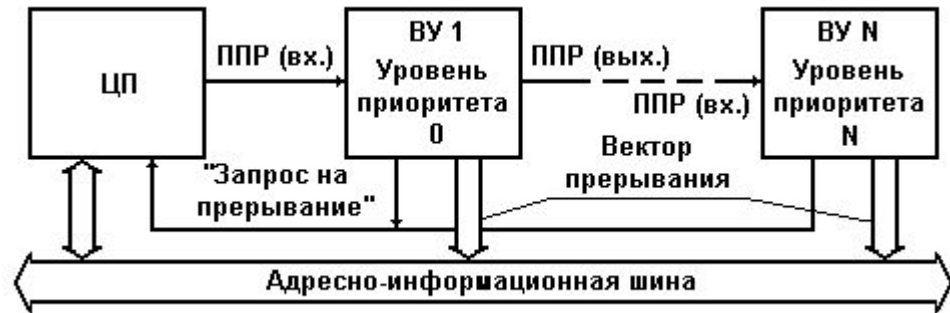 ЦП
ППР (вх.)
ВУ 1
Уровень
приоритета
0
ППР (вых.)
ППР (вх.)
ВУ N
Уровень
приоритета
N
"Запрос на
прерывание"
Вектор
прерывания
Адресно-информационная шина